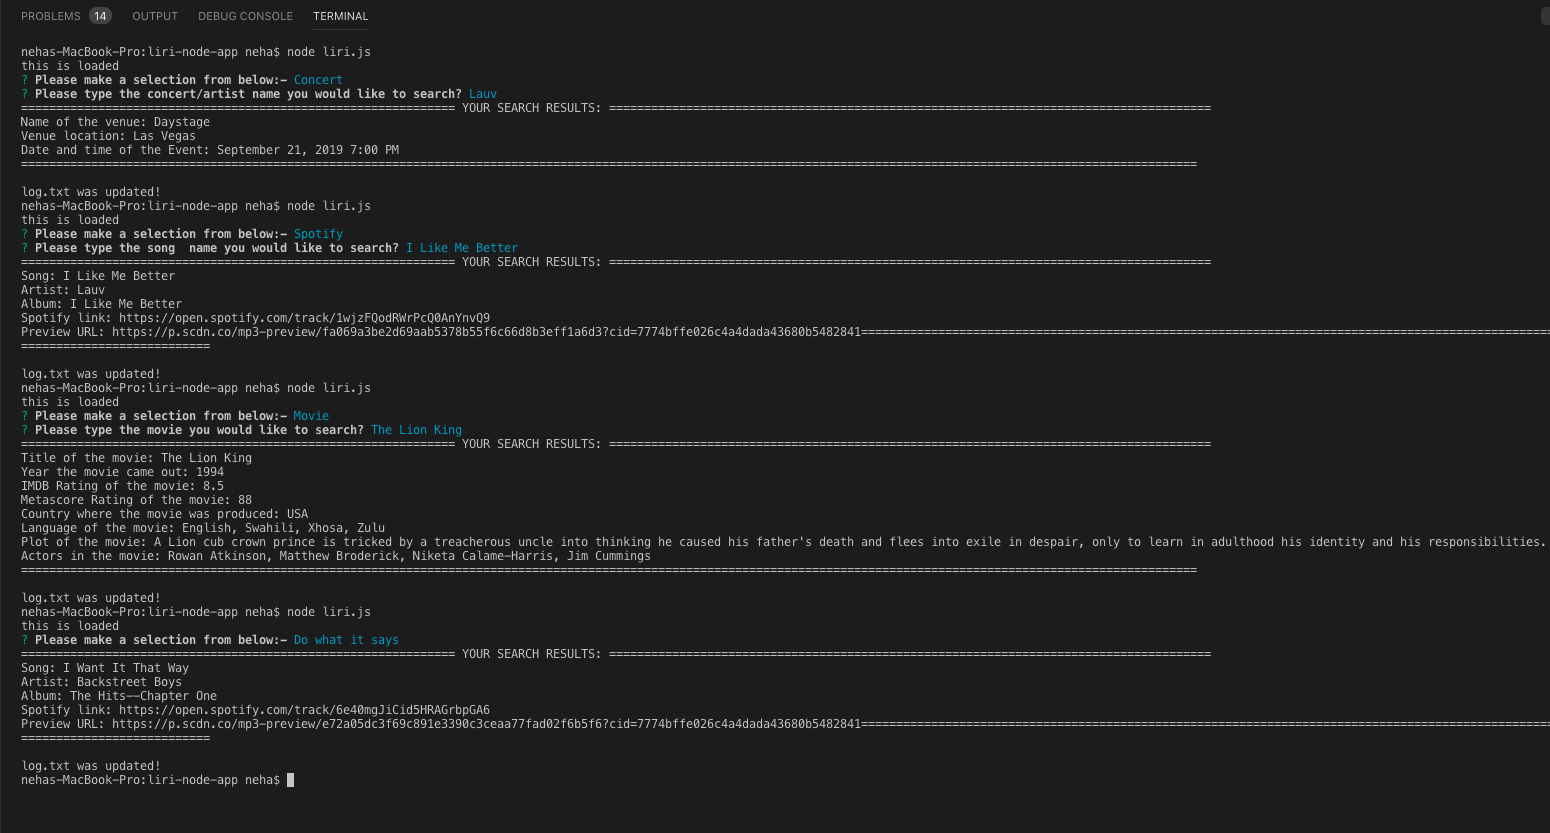 PROBLEMS 14 OUTPUT DEBUG CONSOLE TERMINAL
nehas-MacBook-Pro:liri-node-app neha$ node liri.js
this is loaded
? Please make a selection from below:- Concert
? Please type the concert/artist name you would like to search? Lauv
============================================================== YOUR SEARCH RESULTS: ======================================================================================
Name of the venue: Daystage
Venue location: Las Vegas
Date and time of the Event: September 21, 2019 7:00 PM
========================================================================================================================================================================
log.txt was updated!
nehas-MacBook-Pro:liri-node-app neha$ node liri.js
this is loaded
? Please make a selection from below:- Spotify
? Please type the song  name you would like to search? I Like Me Better
============================================================== YOUR SEARCH RESULTS: ======================================================================================
Song: I Like Me Better
Artist: Lauv
Album: I Like Me Better
Spotify link: https://open.spotify.com/track/1wjzFQodRWrPcQ0AnYnvQ9
Preview URL: https://p.scdn.co/mp3-preview/fa069a3be2d69aab5378b55f6c66d8b3eff1a6d3?cid=7774bffe026c4a4dada43680b5482841===================================================================================================
===========================
log.txt was updated!
nehas-MacBook-Pro:liri-node-app neha$ node liri.js
this is loaded
? Please make a selection from below:- Movie
? Please type the movie you would like to search? The Lion King
============================================================== YOUR SEARCH RESULTS: ======================================================================================
Title of the movie: The Lion King
Year the movie came out: 1994
IMDB Rating of the movie: 8.5
Metascore Rating of the movie: 88
Country where the movie was produced: USA
Language of the movie: English, Swahili, Xhosa, Zulu
Plot of the movie: A Lion cub crown prince is tricked by a treacherous uncle into thinking he caused his father's death and flees into exile in despair, only to learn in adulthood his identity and his responsibilities.
Actors in the movie: Rowan Atkinson, Matthew Broderick, Niketa Calame-Harris, Jim Cummings
========================================================================================================================================================================
log.txt was updated!
nehas-MacBook-Pro:liri-node-app neha$ node liri.js
this is loaded
? Please make a selection from below:- Do what it says
============================================================== YOUR SEARCH RESULTS: ======================================================================================
Song: I Want It That Way
Artist: Backstreet Boys
Album: The Hits--Chapter One
Spotify link: https://open.spotify.com/track/6e40mgJiCid5HRAGrbpGA6
Preview URL: https://p.scdn.co/mp3-preview/e72a05dc3f69c891e3390c3ceaa77fad02f6b5f6?cid=7774bffe026c4a4dada43680b5482841===================================================================================================
===========================
log.txt was updated!
nehas-MacBook-Pro:liri-node-app neha$